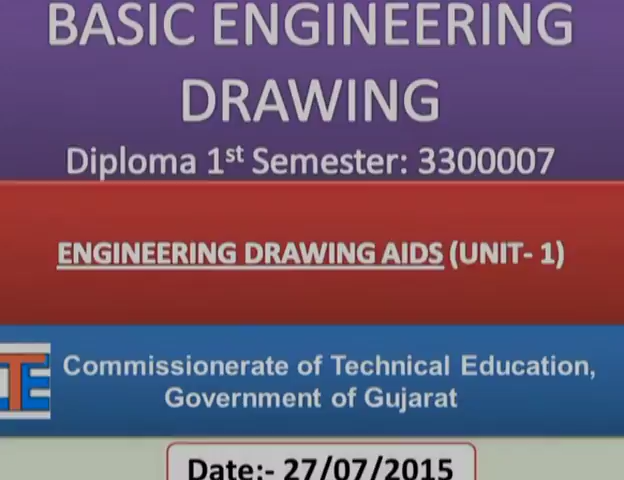 BASIC ENGINEERING
DRAWING
Diploma 1st Semester: 3300007
ENGINEERING DRAWING AIDS (UNIT- 1)
TE
Commissionerate of Technical Education,
Government of Gujarat
Date:- 27/07/2015